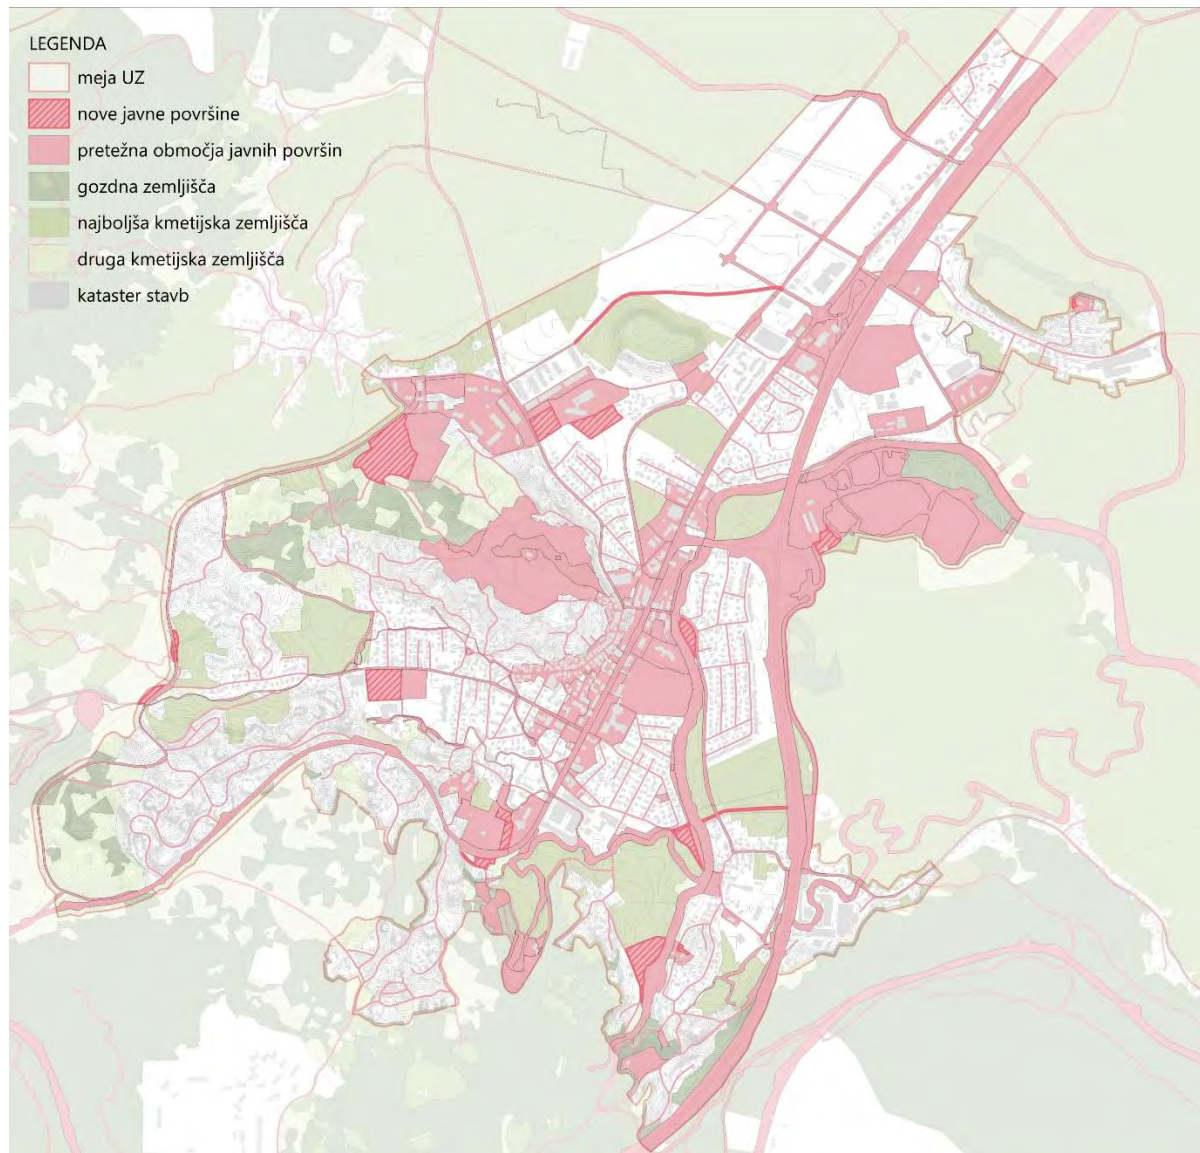 LEGENDA
meja UZ
nove javne površine
pretežna območja javnih površin
gozdna zemljišča
najboljša kmetijska zemljišča
druga kmetijska zemljišča
kataster stavb